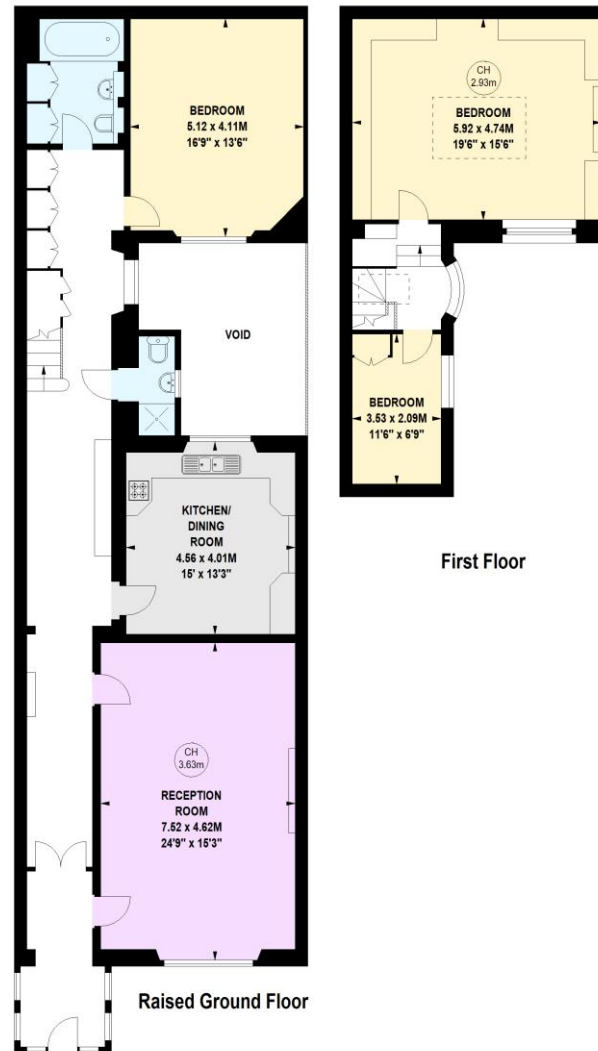 BEDROOM
5.12 x 4.11M
16'9" x 13'6"
VOID
KITCHEN/
DINING
ROOM
4.56 x 4.01M
15' x 13'3"
CH
3.63m
RECEPTION
ROOM
7.52 x 4.62M
24'9" x 15'3"
Raised Ground Floor
CH
2.93m
BEDROOM
5.92 x 4.74M
19'6" x 15'6"
BEDROOM
3.53 x 2.09M
11'6" x 6'9"
First Floor